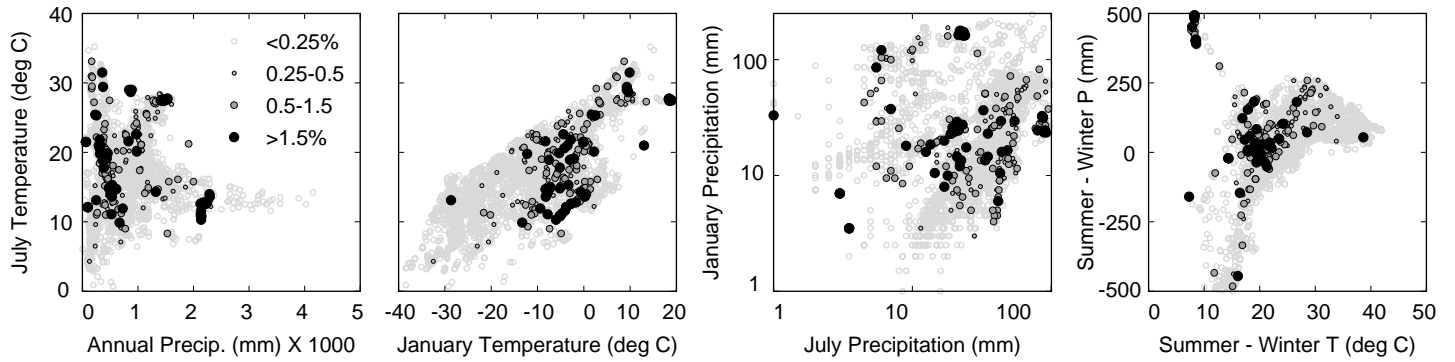 July Temperature (deg C)
40
30
20
10
0
0 1 2 3 4 5
Annual Precip. (mm) X 1000
<0.25%
0.25-0.5
0.5-1.5
>1.5%
-40 -30 -20 -10 0 10 20
January Temperature (deg C)
January Precipitation (mm)
100
10
1
1 10 100
July Precipitation (mm)
Summer - Winter P (mm)
500
250
0
-250
-500
0 10 20 30 40 50
Summer - Winter T (deg C)